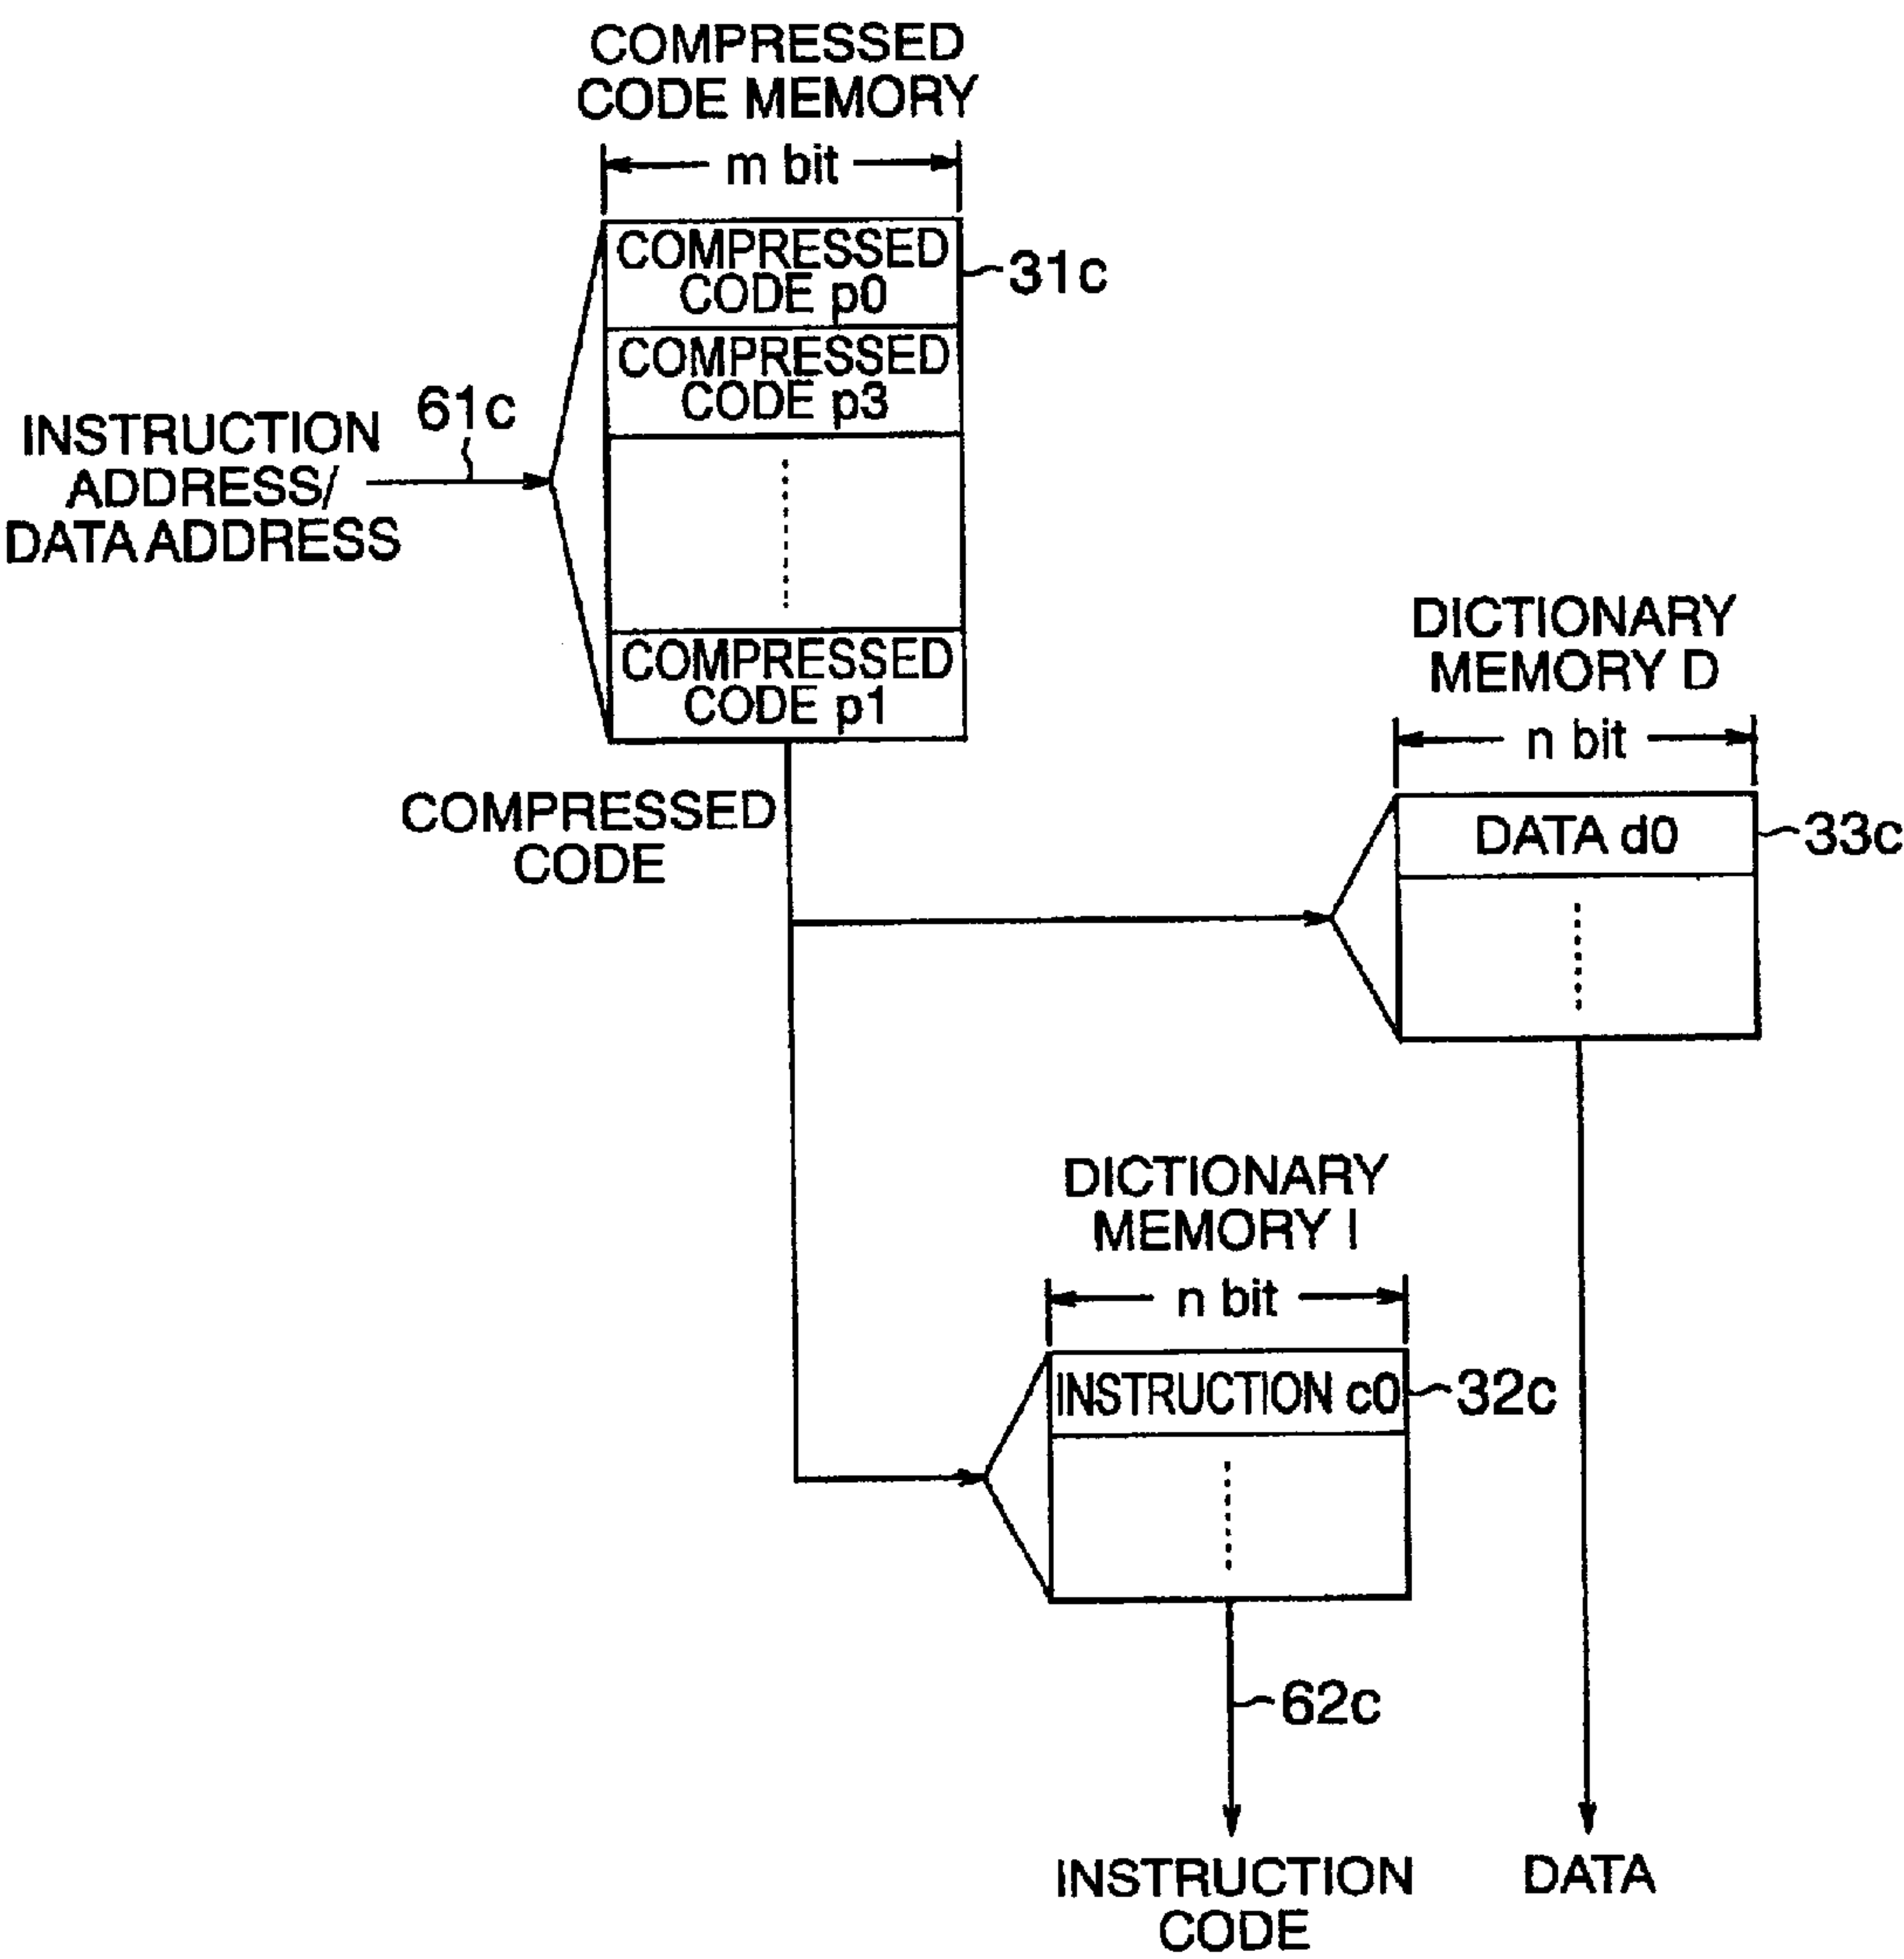 COMPRESSED
CODE MEMORY
m bit
COMPRESSED
CODE p0
31c
COMPRESSED
CODE p3
61c
INSTRUCTION
ADDRESS/
DATA ADDRESS
COMPRESSED
CODE p1
DICTIONARY
MEMORY D
n bit
COMPRESSED
CODE
DATA d0
33c
DICTIONARY
MEMORY I
n bit
INSTRUCTION c0
32c
62c
INSTRUCTION
CODE
DATA